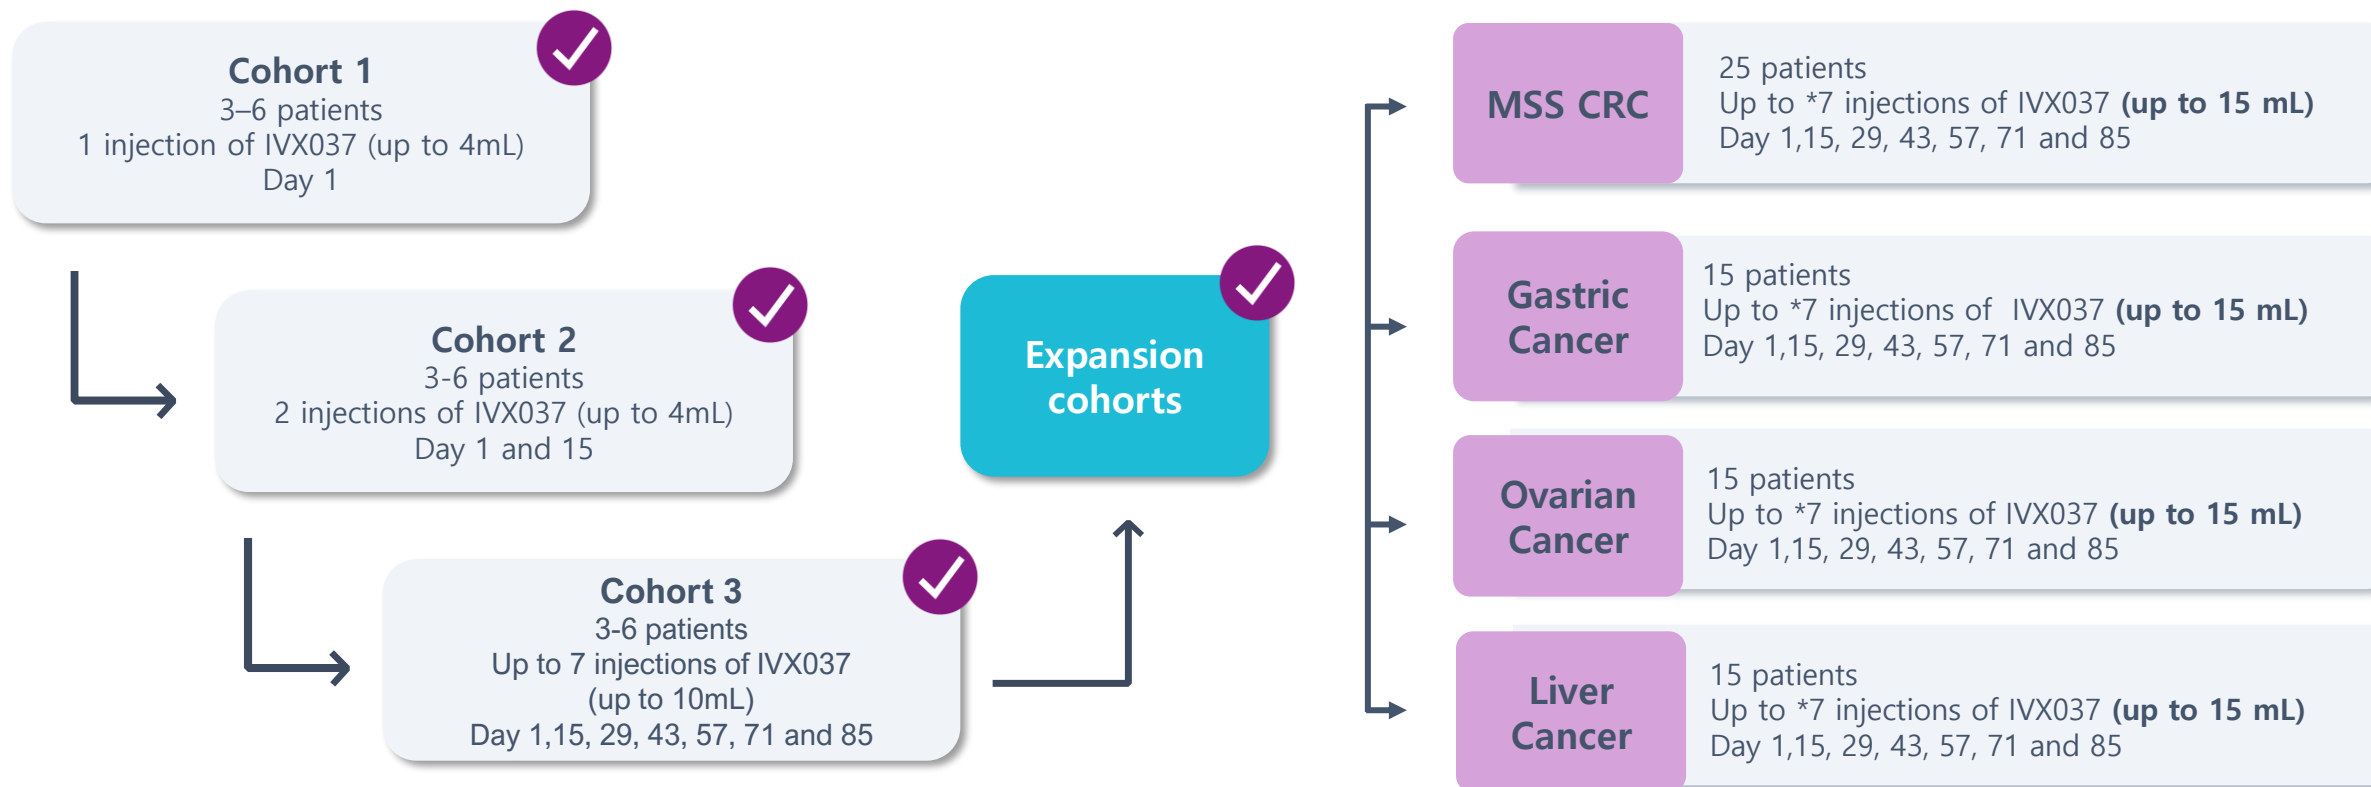 Cohort 1
3–6 patients
1 injection of IVX037 (up to 4mL)
Day 1
Cohort 2
3-6 patients
2 injections of IVX037 (up to 4mL)
Day 1 and 15
Cohort 3
3-6 patients
Up to 7 injections of IVX037
(up to 10mL)
Day 1,15, 29, 43, 57, 71 and 85
Expansion
cohorts
MSS CRC
25 patients
Up to *7 injections of IVX037 (up to 15 mL)
Day 1,15, 29, 43, 57, 71 and 85
Gastric
Cancer
15 patients
Up to *7 injections of  IVX037 (up to 15 mL)
Day 1,15, 29, 43, 57, 71 and 85
Ovarian
Cancer
15 patients
Up to *7 injections of IVX037 (up to 15 mL)
Day 1,15, 29, 43, 57, 71 and 85
Liver
Cancer
15 patients
Up to *7 injections of IVX037 (up to 15 mL)
Day 1,15, 29, 43, 57, 71 and 85